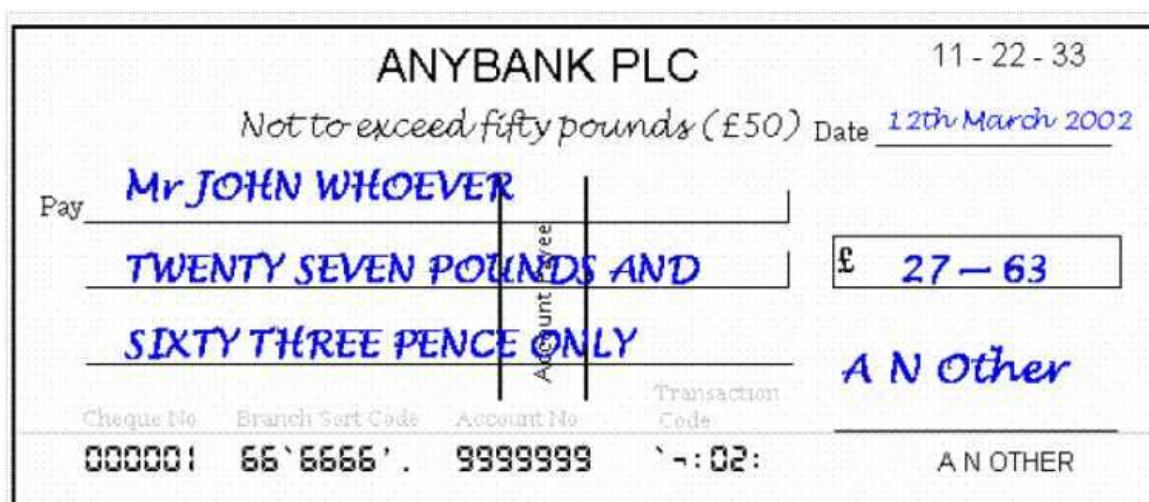 ANYBANK PLC
11 - 22 - 33
Not to exceed fifty pounds (£50)
Date 12th March 2002
Pay Mr JOHN WHOEVER
TWENTY SEVEN POUNDS AND
£ 27 — 63
SIXTY THREE PENCE ONLY
Account Payee
A N Other
Cheque No Branch Sort Code Account No Transaction Code
000001 66`6666'. 99999999 `¬:02:
A N OTHER